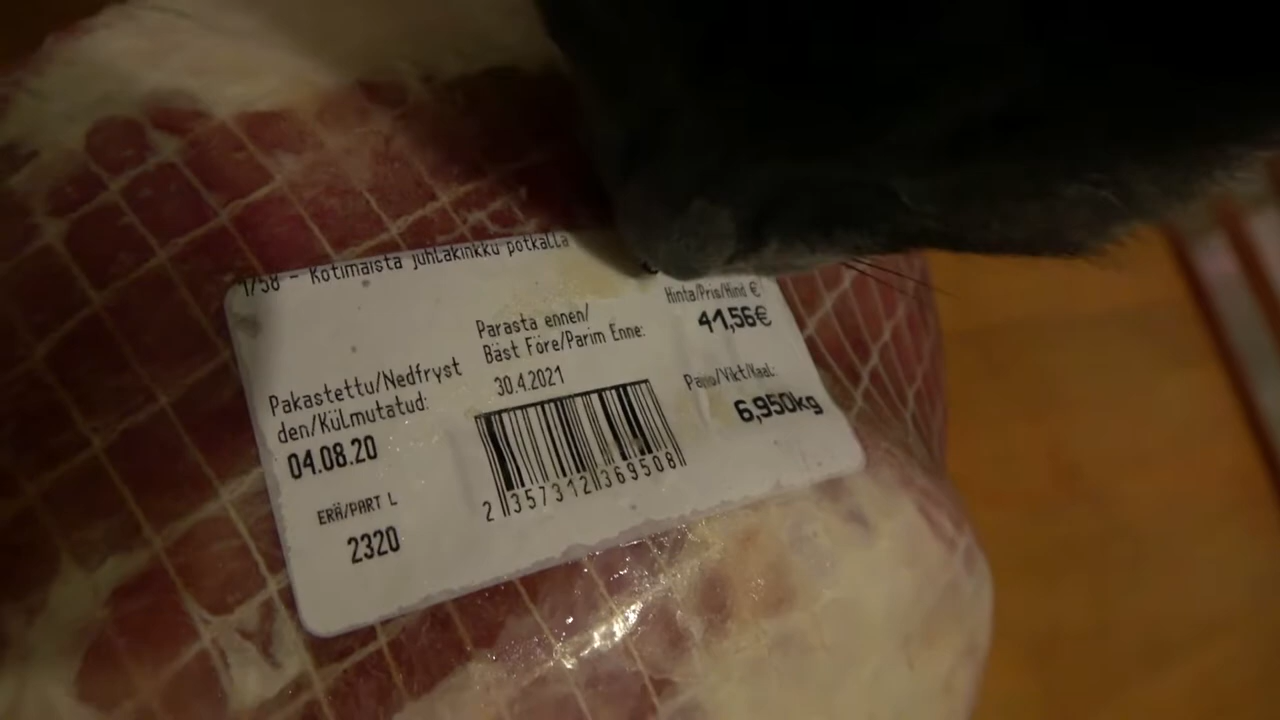 1758 - Kotimaista juhlakinkku potkalla
Hinta/Pris/Hind €
41,56€
Parasta ennen/
Bäst Före/Parim Enne:
30.4.2021
Pakastettu/Nedfryst
den/Külmutatud:
04.08.20
Paino/Vikt/Kaal:
6,950kg
ERÄ/PART L
2320
2 357312 369508